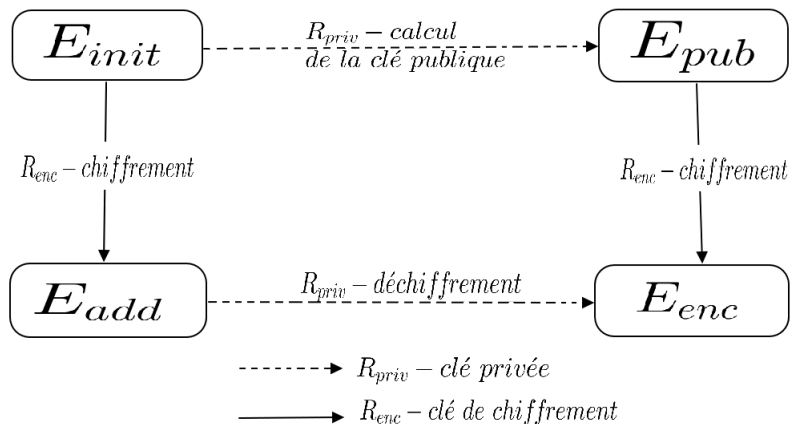 E_init R_priv – calcul E_pub
de la clé publique
R_enc – chiffrement R_enc – chiffrement
E_add R_priv – déchiffrement E_enc
R_priv – clé privée
R_enc – clé de chiffrement